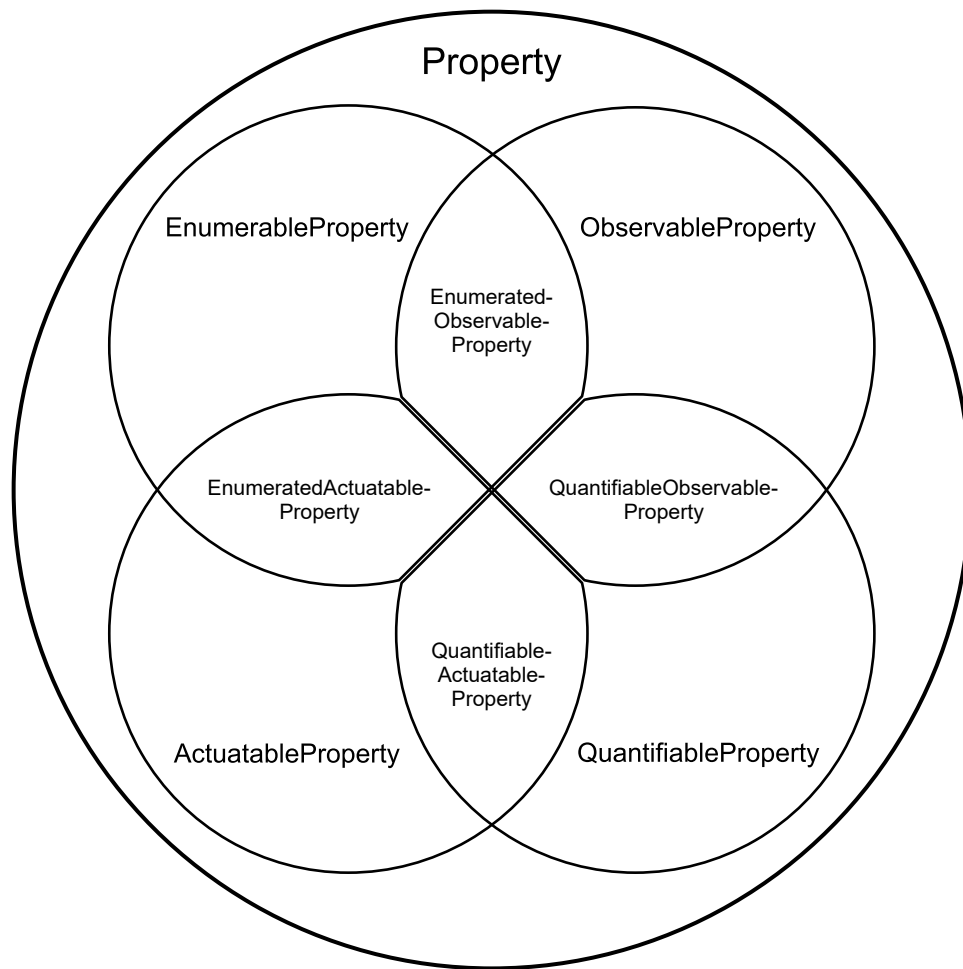 Property
EnumerableProperty
ObservableProperty
Enumerated-
Observable-
Property
EnumeratedActuatable-
Property
QuantifiableObservable-
Property
Quantifiable-
Actuatable-
Property
ActuatableProperty
QuantifiableProperty